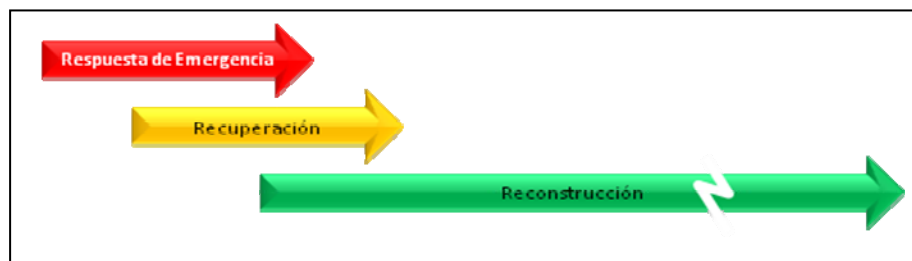 Respuesta de Emergencia
Recuperación
Reconstrucción